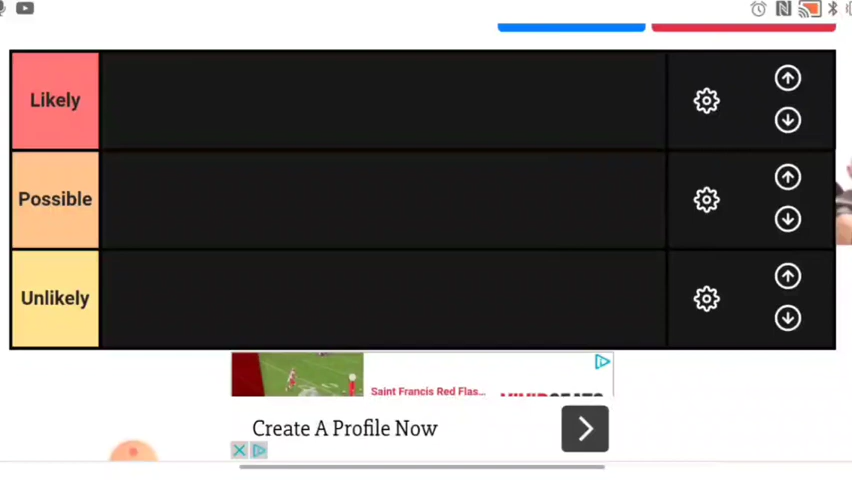 Likely
Possible
Unlikely
Saint Francis Red Flas...
Create A Profile Now